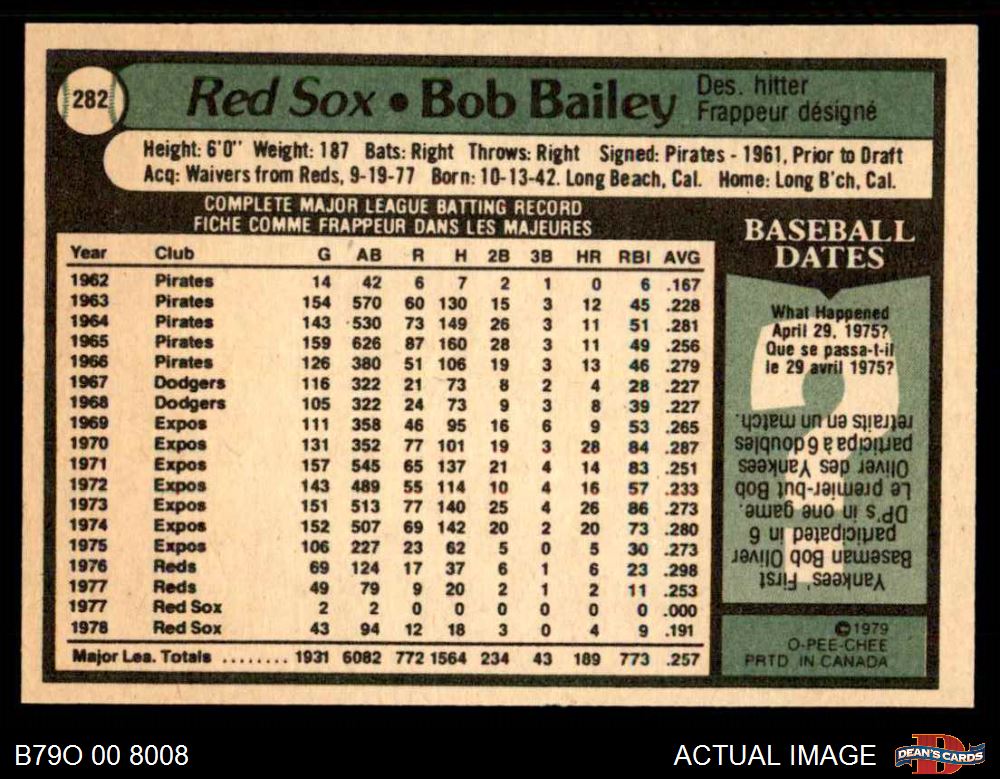 282
Red Sox • Bob Bailey
Des. hitter
Frappeur désigné
Height: 6'0" Weight: 187 Bats: Right Throws: Right Signed: Pirates - 1961, Prior to Draft
Acq: Waivers from Reds, 9-19-77 Born: 10-13-42. Long Beach, Cal. Home: Long B'ch, Cal.
COMPLETE MAJOR LEAGUE BATTING RECORD
FICHE COMME FRAPPEUR DANS LES MAJEURES
Year Club G AB R H 2B 3B HR RBI AVG
1962 Pirates 14 42 6 7 2 1 0 6 .167
1963 Pirates 154 570 60 130 15 3 12 45 .228
1964 Pirates 143 530 73 149 26 3 11 51 .281
1965 Pirates 159 626 87 160 28 3 11 49 .256
1966 Pirates 126 380 51 106 19 3 13 46 .279
1967 Dodgers 116 322 21 73 8 2 4 28 .227
1968 Dodgers 105 322 24 73 9 3 8 39 .227
1969 Expos 111 358 46 95 16 6 9 53 .265
1970 Expos 131 352 77 101 19 3 28 84 .287
1971 Expos 157 545 65 137 21 4 14 83 .251
1972 Expos 143 489 55 114 10 4 16 57 .233
1973 Expos 151 513 77 140 25 4 26 86 .273
1974 Expos 152 507 69 142 20 2 20 73 .280
1975 Expos 106 227 23 62 5 0 5 30 .273
1976 Reds 69 124 17 37 6 1 6 23 .298
1977 Reds 49 79 9 20 2 1 2 11 .253
1977 Red Sox 2 2 0 0 0 0 0 0 .000
1978 Red Sox 43 94 12 18 3 0 4 9 .191
Major Lea. Totals ........ 1931 6082 772 1564 234 43 189 773 .257
BASEBALL
DATES
What Happened
April 29, 1975?
Que se passa-t-il
le 29 avril 1975?
Yankees' First
Baseman Bob Oliver
participated in 6
DP's in one game.
Le premier-but Bob
Oliver des Yankees
participa à 6 doubles
retraits en un match.
©1979
O-PEE-CHEE
PRTD IN CANADA
B79O 00 8008
ACTUAL IMAGE
DEAN'S CARDS